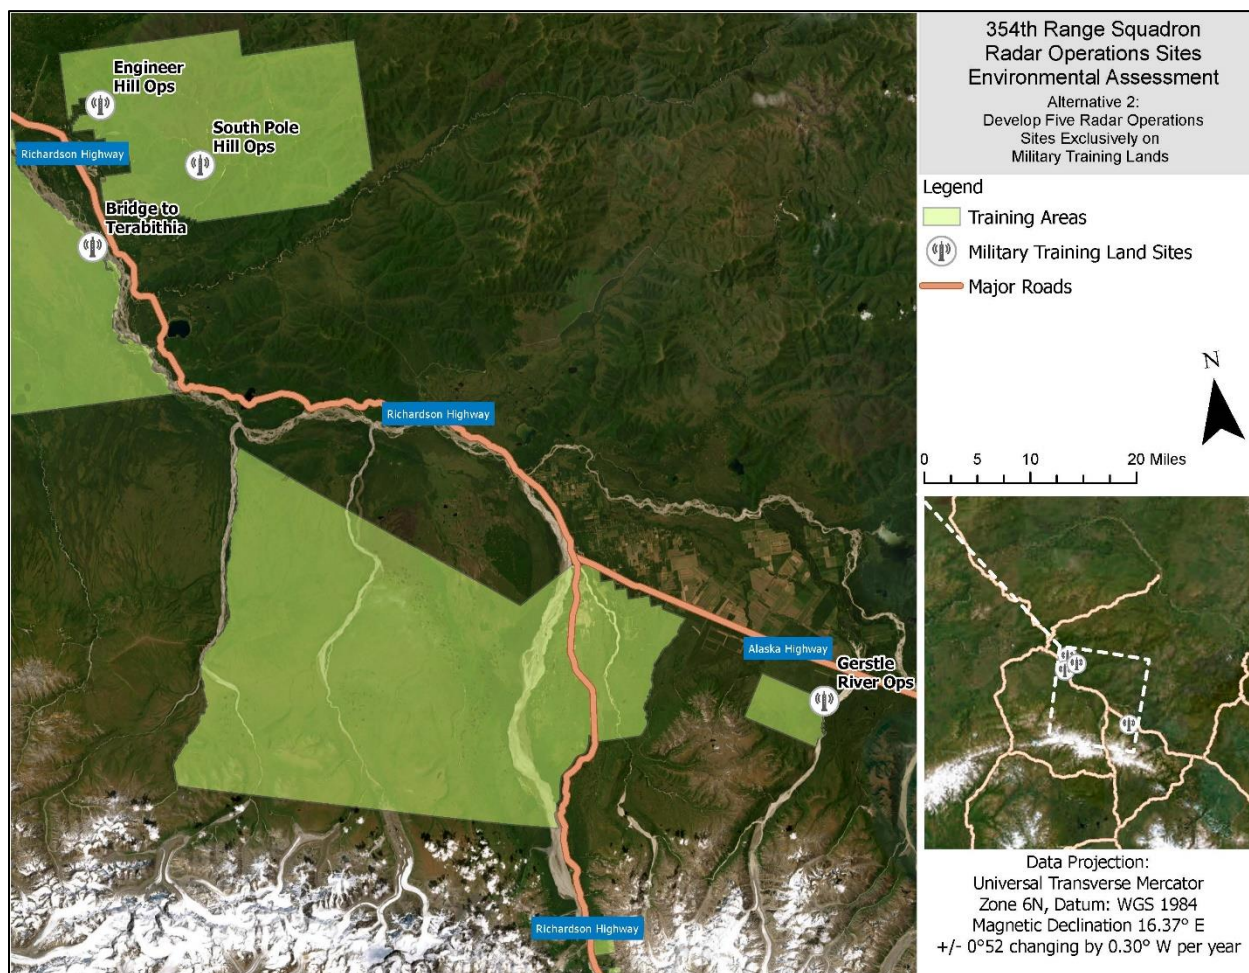 Engineer
Hill Ops
South Pole
Hill Ops
Richardson Highway
Bridge to
Terabithia
Richardson Highway
Alaska Highway
Gerstle
River Ops
Richardson Highway
354th Range Squadron
Radar Operations Sites
Environmental Assessment
Alternative 2:
Develop Five Radar Operations
Sites Exclusively on
Military Training Lands
Legend
Training Areas
Military Training Land Sites
Major Roads
N
0 5 10 20 Miles
Data Projection:
Universal Transverse Mercator
Zone 6N, Datum: WGS 1984
Magnetic Declination 16.37° E
+/- 0°52 changing by 0.30° W per year